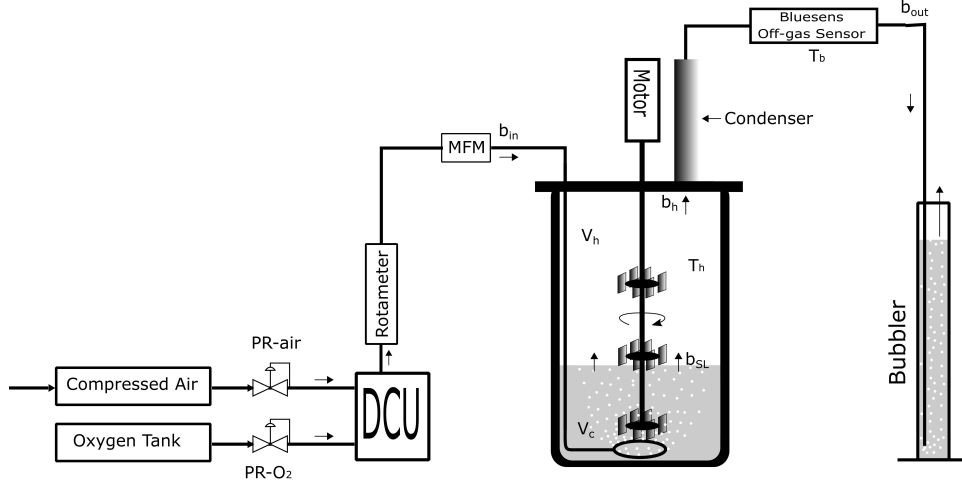 b_out
Bluesens
Off-gas Sensor
T_b
Motor
Condenser
b_in
MFM
b_h
V_h
T_h
Rotameter
PR-air
Compressed Air
DCU
Oxygen Tank
PR-O₂
b_SL
V_c
Bubbler